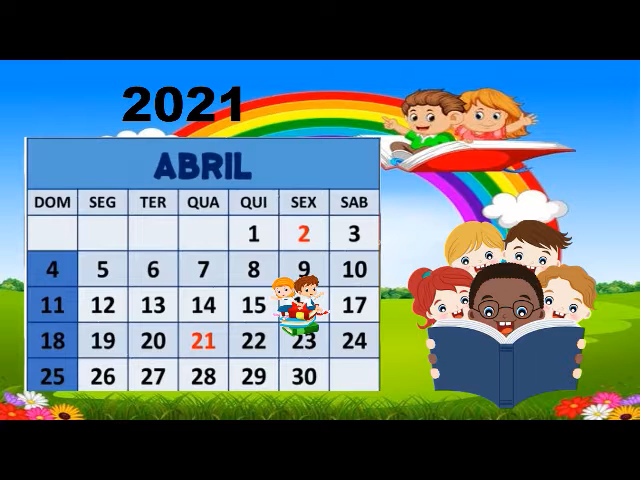 2021
ABRIL
DOM SEG TER QUA QUI SEX SAB
1 2 3
4 5 6 7 8 9 10
11 12 13 14 15 17
18 19 20 21 22 23 24
25 26 27 28 29 30